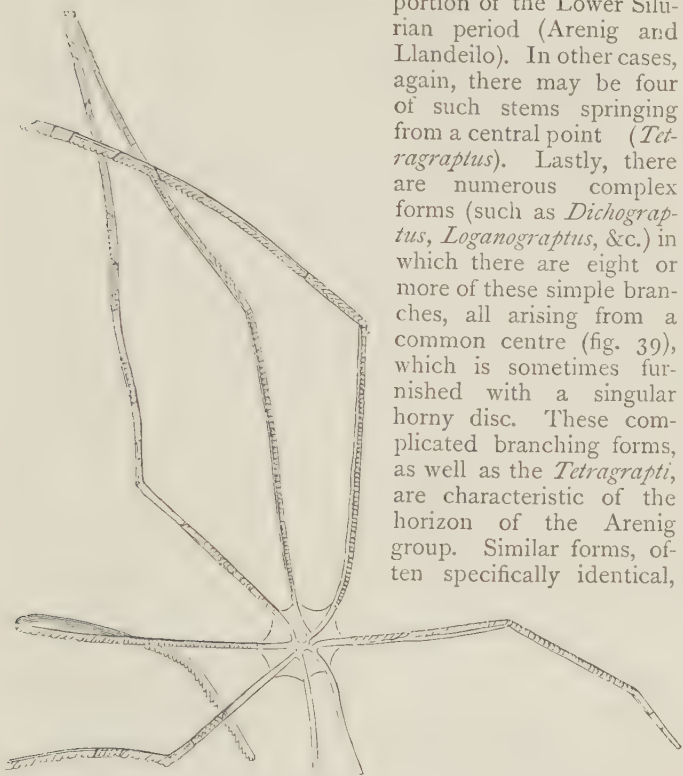 portion of the Lower Silu-
rian period (Arenig and
Llandeilo). In other cases,
again, there may be four
of such stems springing
from a central point (Tet-
ragraptus). Lastly, there
are numerous complex
forms (such as Dichograp-
tus, Loganograptus, &c.) in
which there are eight or
more of these simple bran-
ches, all arising from a
common centre (fig. 39),
which is sometimes fur-
nished with a singular
horny disc. These com-
plicated branching forms,
as well as the Tetragrapti,
are characteristic of the
horizon of the Arenig
group. Similar forms, of-
ten specifically identical,